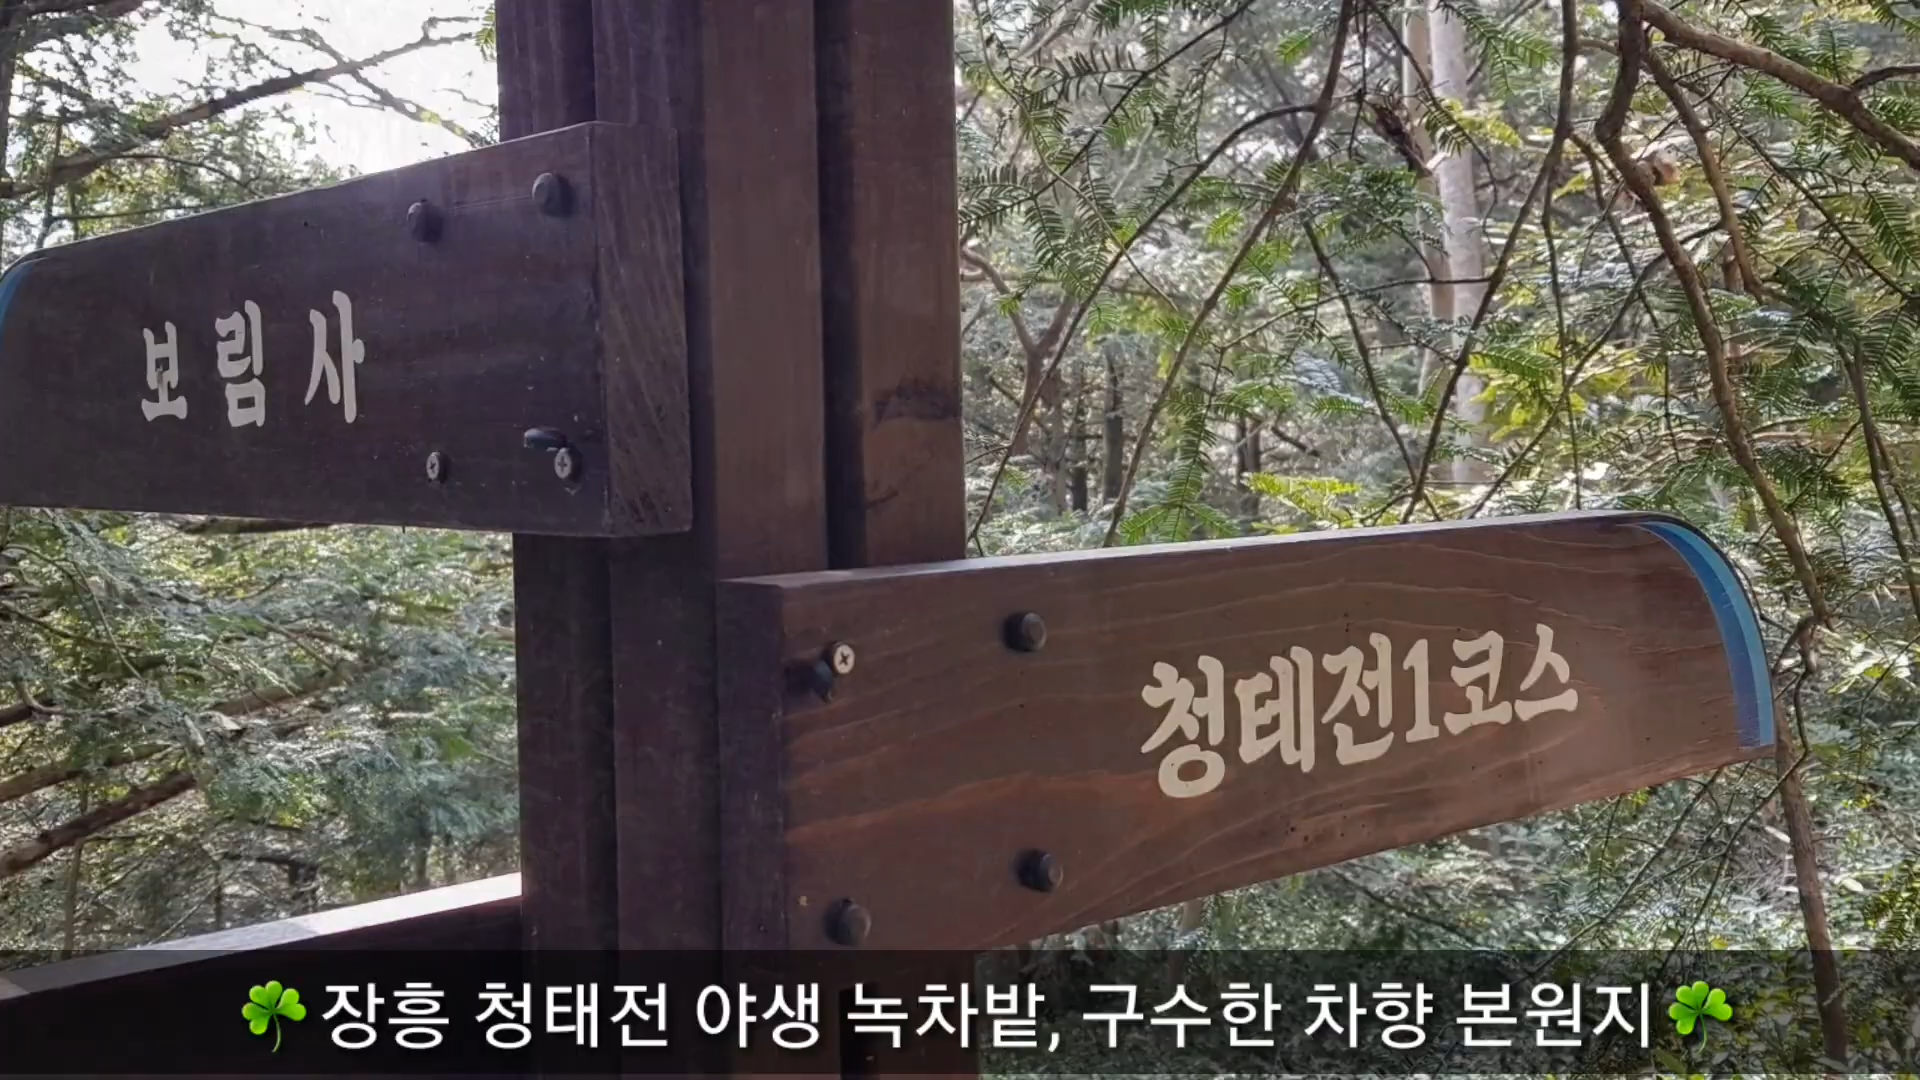 보림사
청테전1코스
☘장흥 청태전 야생 녹차밭, 구수한 차향 본원지☘